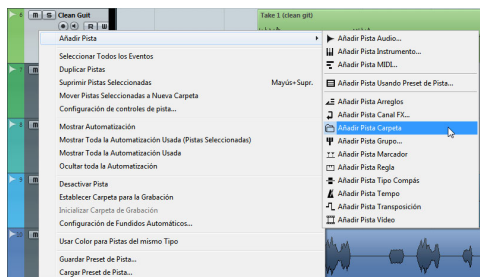 6 m S Clean Guit
R W
Take 1 (clean git)
Añadir Pista
Seleccionar Todos los Eventos
Duplicar Pistas
Suprimir Pistas Seleccionadas Mayús+Supr.
Mover Pistas Seleccionadas a Nueva Carpeta
Configuración de controles de pista...
Mostrar Automatización
Mostrar Toda la Automatización Usada (Pistas Seleccionadas)
Mostrar Toda la Automatización Usada
Ocultar toda la Automatización
Desactivar Pista
Establecer Carpeta para la Grabación
Inicializar Carpeta de Grabación
Configuración de Fundidos Automáticos...
Usar Color para Pistas del mismo Tipo
Guardar Preset de Pista...
Cargar Preset de Pista...
Añadir Pista Audio...
Añadir Pista Instrumento...
Añadir Pista MIDI...
Añadir Pista Usando Preset de Pista...
Añadir Pista Arreglos
Añadir Pista Canal FX...
Añadir Pista Carpeta
Añadir Pista Grupo...
Añadir Pista Marcador
Añadir Pista Regla
Añadir Pista Tipo Compás
Añadir Pista Tempo
Añadir Pista Transposición
Añadir Pista Vídeo
7 m
8 m
9
10 m